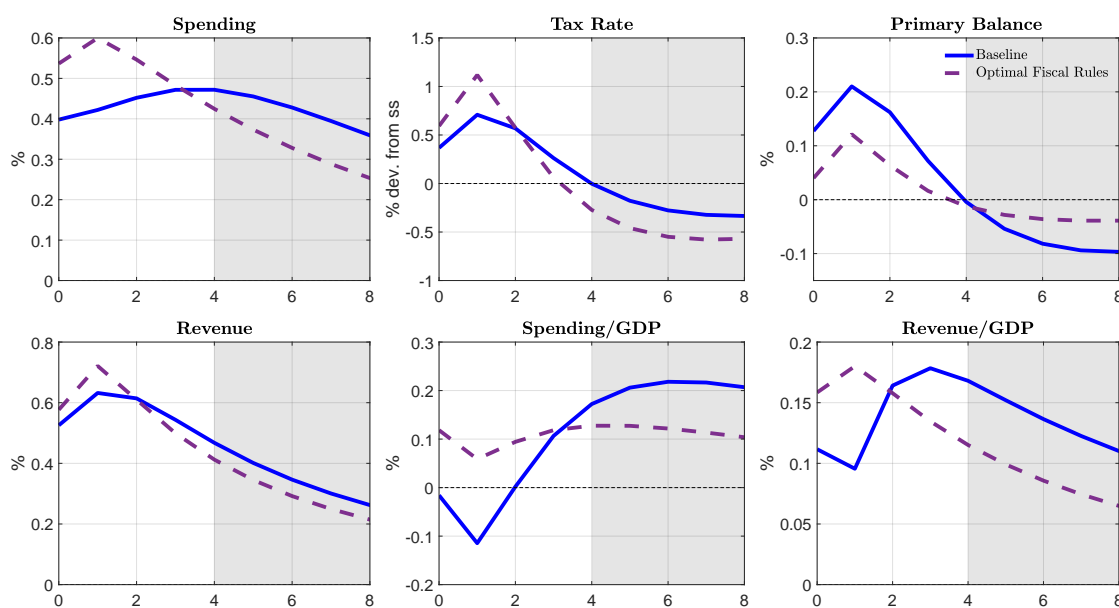 Spending
%
0.6
0.5
0.4
0.3
0.2
0.1
0
0 2 4 6 8
Tax Rate
% dev. from ss
1.5
1
0.5
0
-0.5
-1
0 2 4 6 8
Primary Balance
%
0.3
0.2
0.1
0
-0.1
0 2 4 6 8
Baseline
Optimal Fiscal Rules
Revenue
%
0.8
0.6
0.4
0.2
0
0 2 4 6 8
Spending/GDP
%
0.3
0.2
0.1
0
-0.1
-0.2
0 2 4 6 8
Revenue/GDP
%
0.2
0.15
0.1
0.05
0
0 2 4 6 8